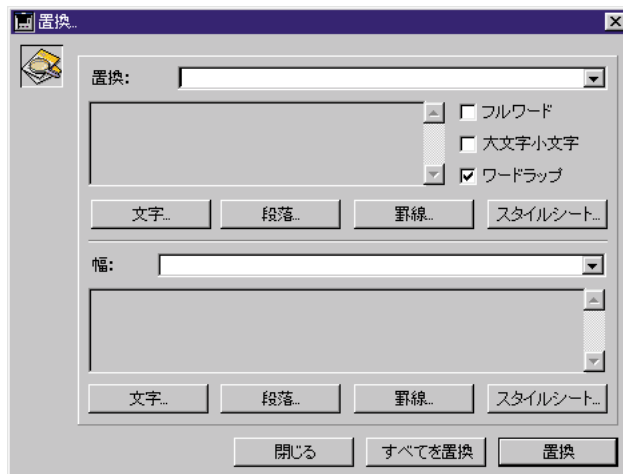 置換...
置換:
フルワード
大文字小文字
ワードラップ
文字... 段落... 罫線... スタイルシート...
幅:
文字... 段落... 罫線... スタイルシート...
閉じる すべてを置換 置換